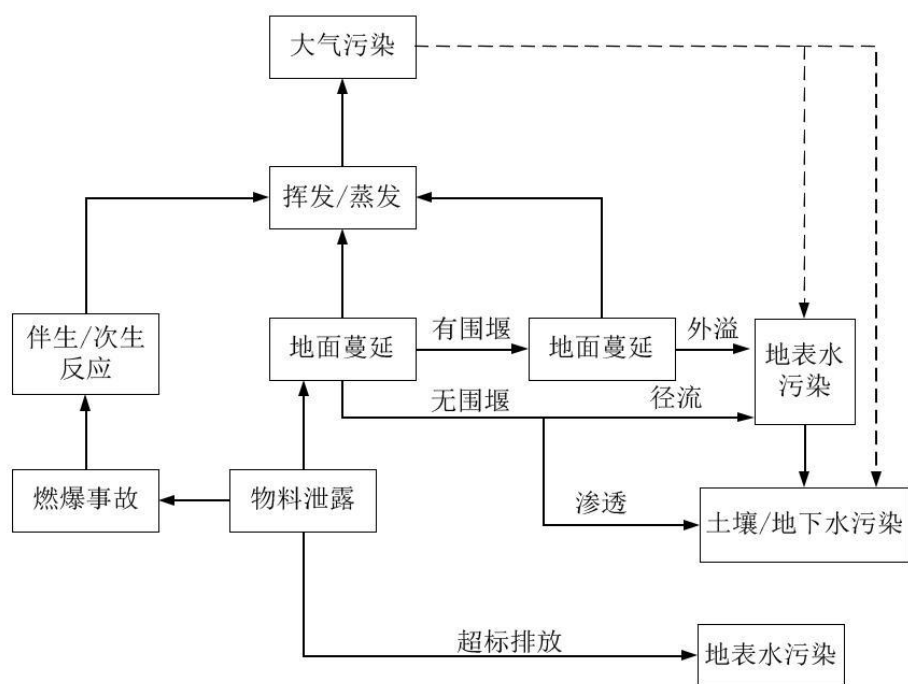 大气污染
挥发/蒸发
伴生/次生
反应
地面蔓延
有围堰
地面蔓延
外溢
地表水
污染
无围堰
径流
燃爆事故
物料泄露
渗透
土壤/地下水污染
超标排放
地表水污染